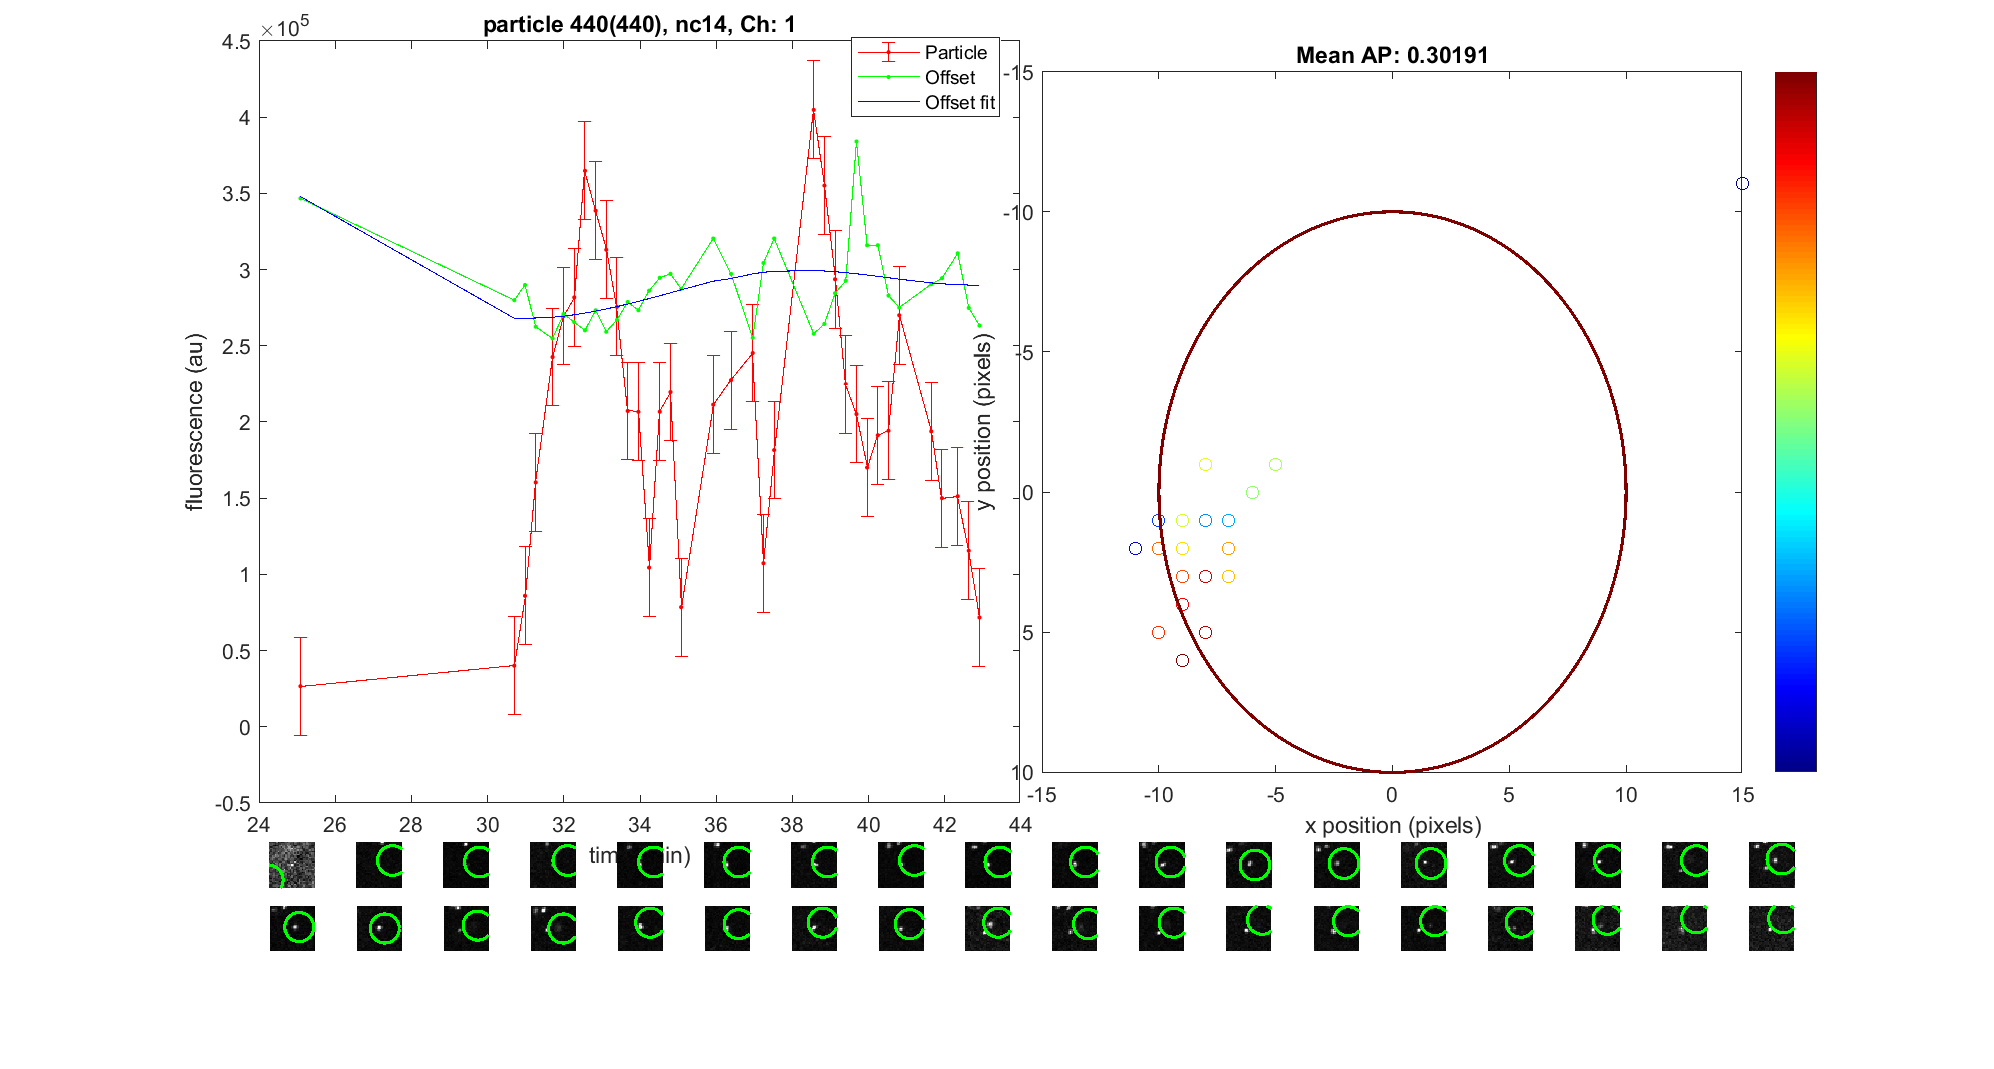 particle 440(440), nc14, Ch: 1
×10^5
4.5
4
3.5
3
2.5
2
1.5
1
0.5
0
-0.5
fluorescence (au)
Particle
Offset
Offset fit
24 26 28 30 32 34 36 38 40 42 44
in)
Mean AP: 0.30191
-15
-10
-5
0
5
10
y position (pixels)
-15 -10 -5 0 5 10 15
x position (pixels)